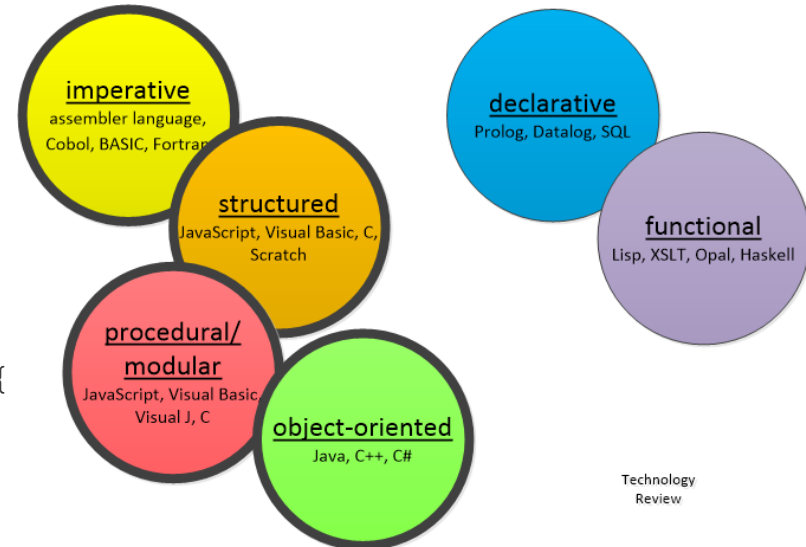 imperative
assembler language,
Cobol, BASIC, Fortran
structured
JavaScript, Visual Basic, C,
Scratch
procedural/
modular
JavaScript, Visual Basic,
Visual J, C
object-oriented
Java, C++, C#
declarative
Prolog, Datalog, SQL
functional
Lisp, XSLT, Opal, Haskell
{
Technology
Review